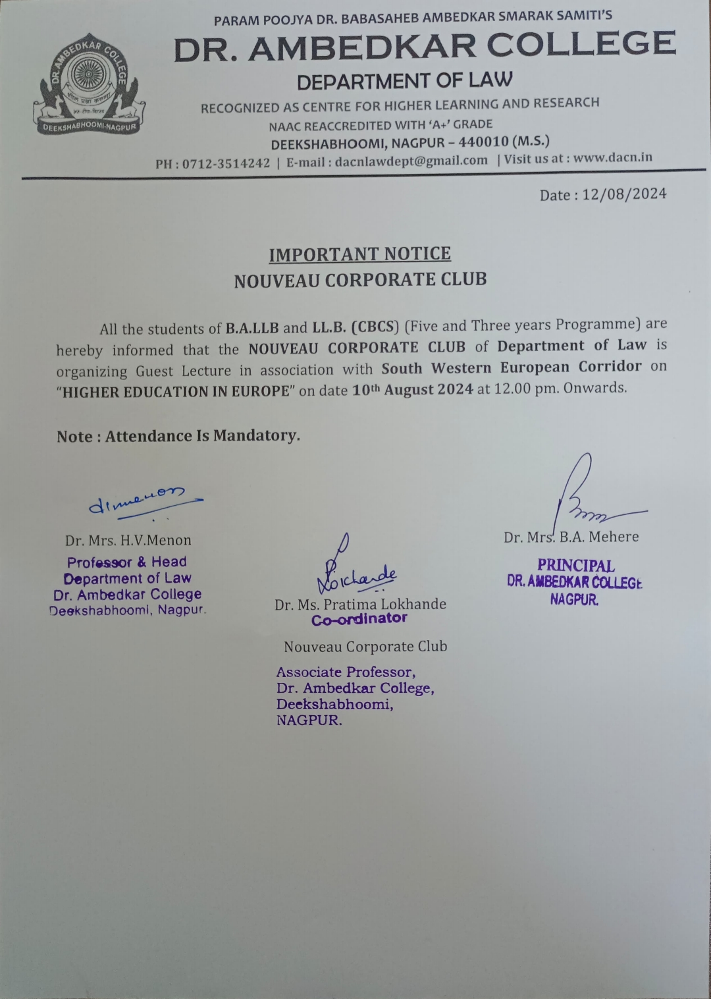 PARAM POOJYA DR. BABASAHEB AMBEDKAR SMARAK SAMITI'S
DR. AMBEDKAR COLLEGE
DEPARTMENT OF LAW
RECOGNIZED AS CENTRE FOR HIGHER LEARNING AND RESEARCH
NAAC REACCREDITED WITH 'A+' GRADE
DEEKSHABHOOMI, NAGPUR – 440010 (M.S.)
PH : 0712-3514242 | E-mail : dacnlawdept@gmail.com | Visit us at : www.dacn.in
DR. AMBEDKAR COLLEGE
DEEKSHABHOOMI-NAGPUR
Date : 12/08/2024
IMPORTANT NOTICE
NOUVEAU CORPORATE CLUB
All the students of B.A.LLB and LL.B. (CBCS) (Five and Three years Programme) are
hereby informed that the NOUVEAU CORPORATE CLUB of Department of Law is
organizing Guest Lecture in association with South Western European Corridor on
"HIGHER EDUCATION IN EUROPE" on date 10th August 2024 at 12.00 pm. Onwards.
Note : Attendance Is Mandatory.
Dr. Mrs. H.V.Menon
Professor & Head
Department of Law
Dr. Ambedkar College
Deekshabhoomi, Nagpur.
Lokhande
Dr. Ms. Pratima Lokhande
Co-ordinator
Nouveau Corporate Club
Associate Professor,
Dr. Ambedkar College,
Deekshabhoomi,
NAGPUR.
Dr. Mrs. B.A. Mehere
PRINCIPAL
DR. AMBEDKAR COLLEGE
NAGPUR.